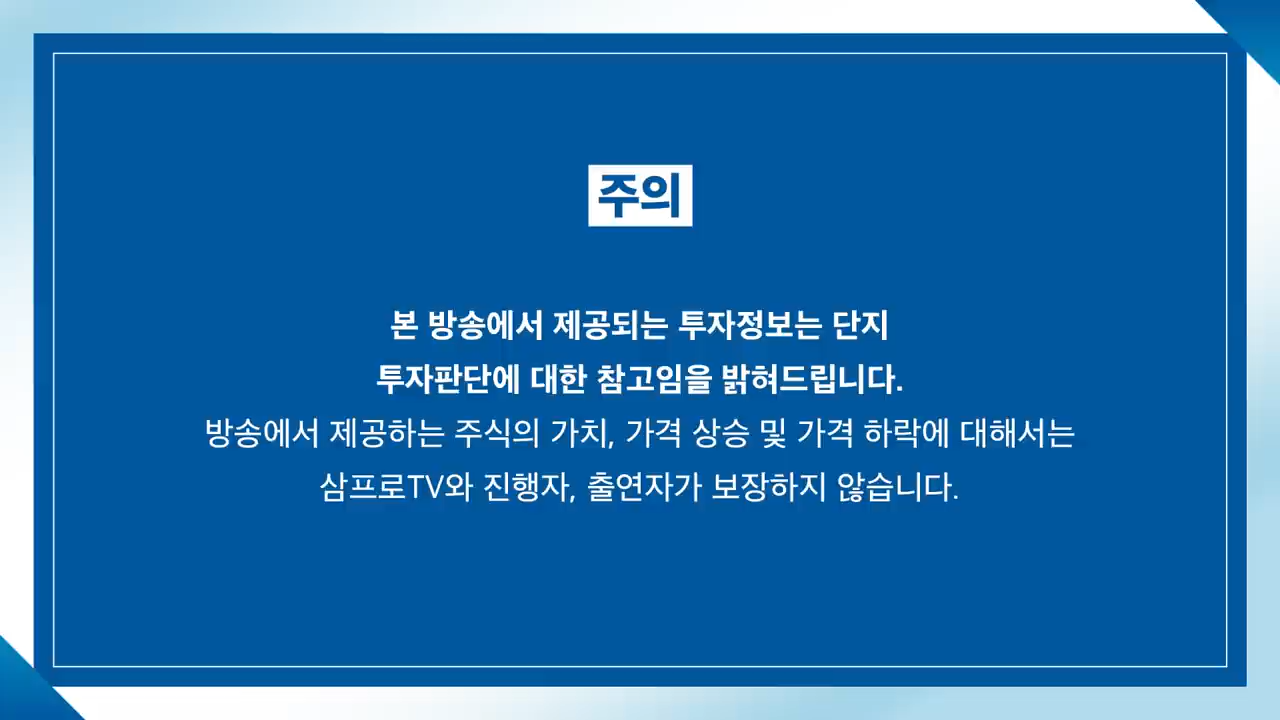 주의
본 방송에서 제공되는 투자정보는 단지
투자판단에 대한 참고임을 밝혀드립니다.
방송에서 제공하는 주식의 가치, 가격 상승 및 가격 하락에 대해서는
삼프로TV와 진행자, 출연자가 보장하지 않습니다.